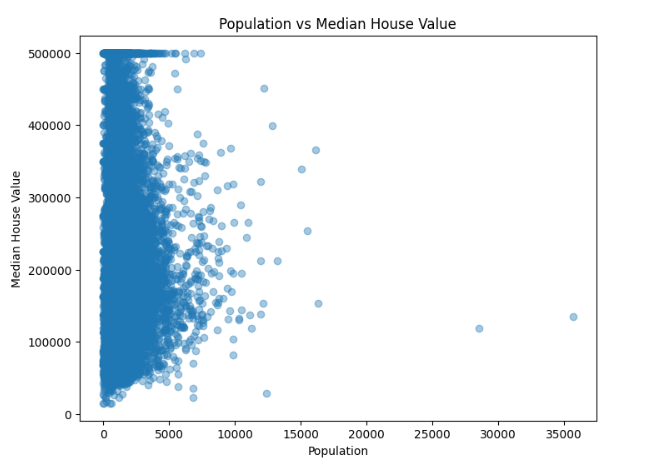 Population vs Median House Value
500000
400000
300000
200000
100000
0
Median House Value
0 5000 10000 15000 20000 25000 30000 35000
Population